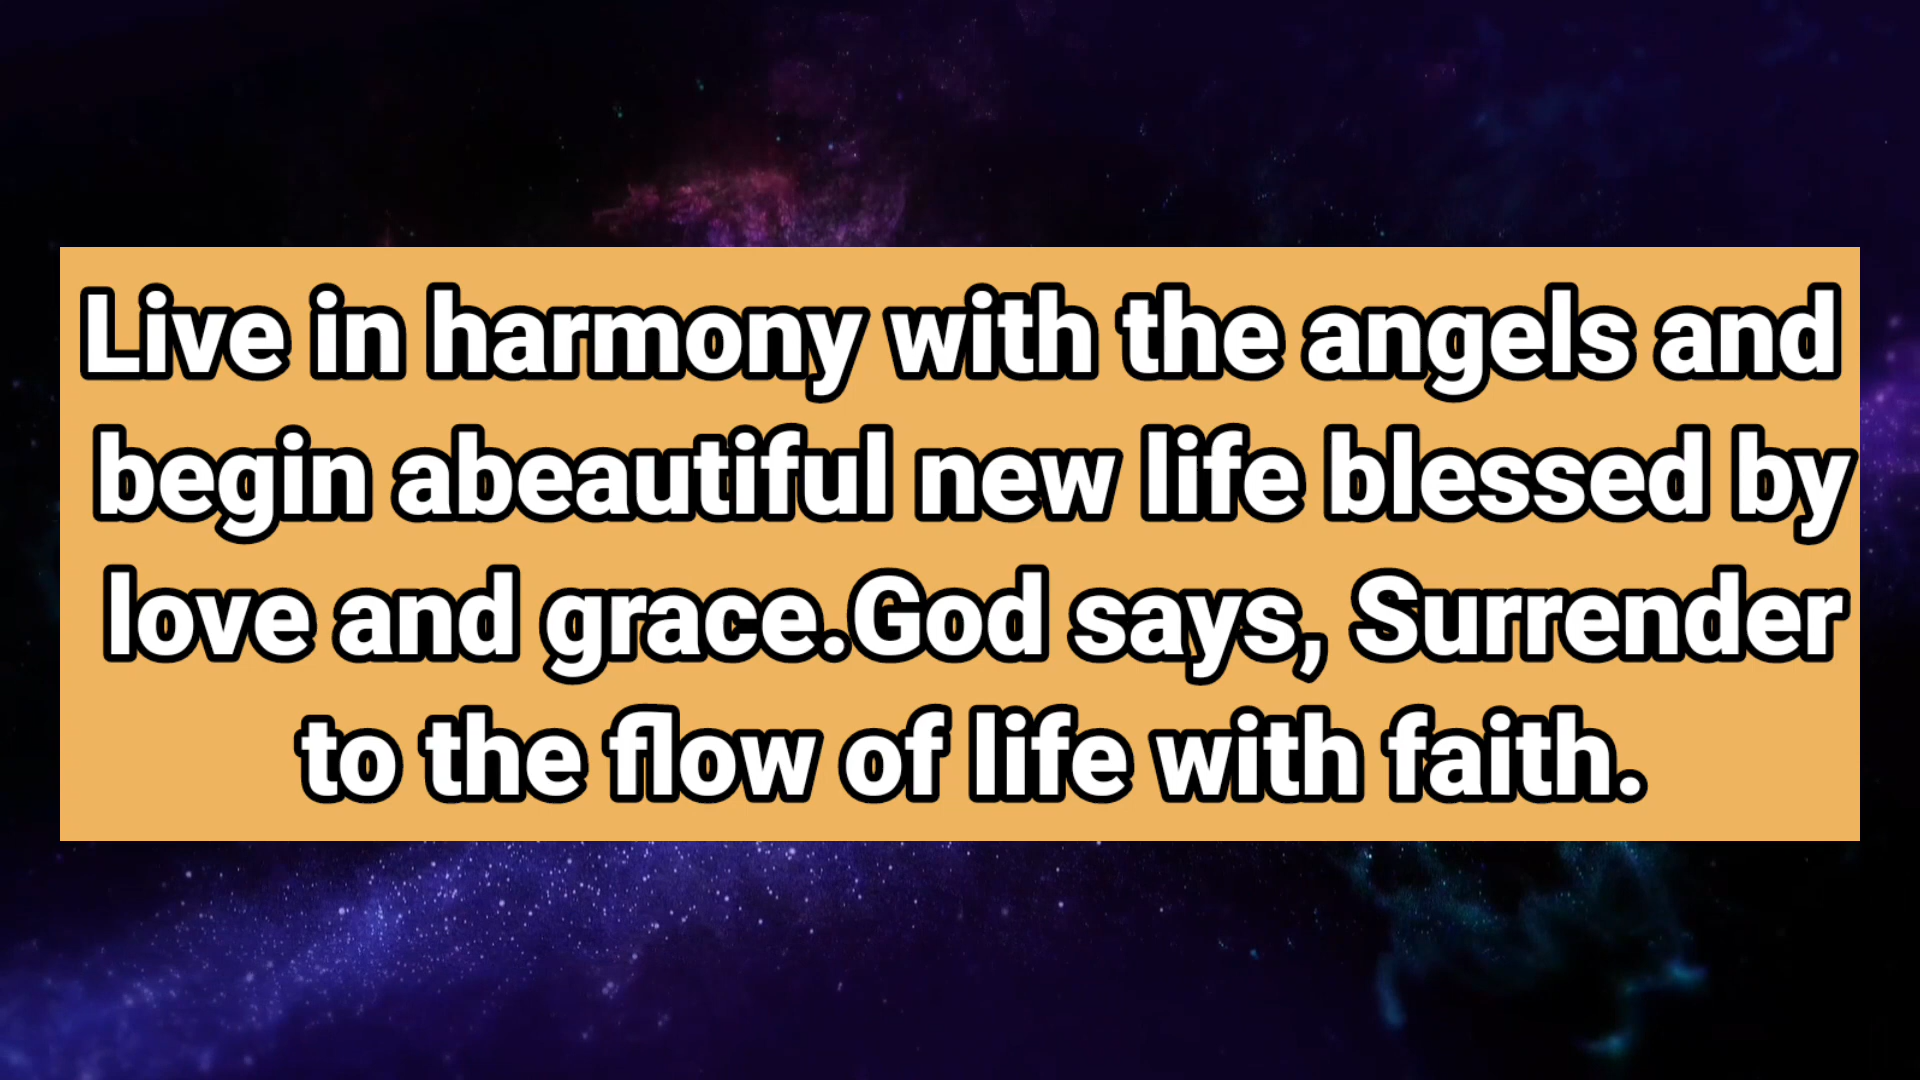 Live in harmony with the angels and
begin abeautiful new life blessed by
love and grace.God says, Surrender
to the flow of life with faith.